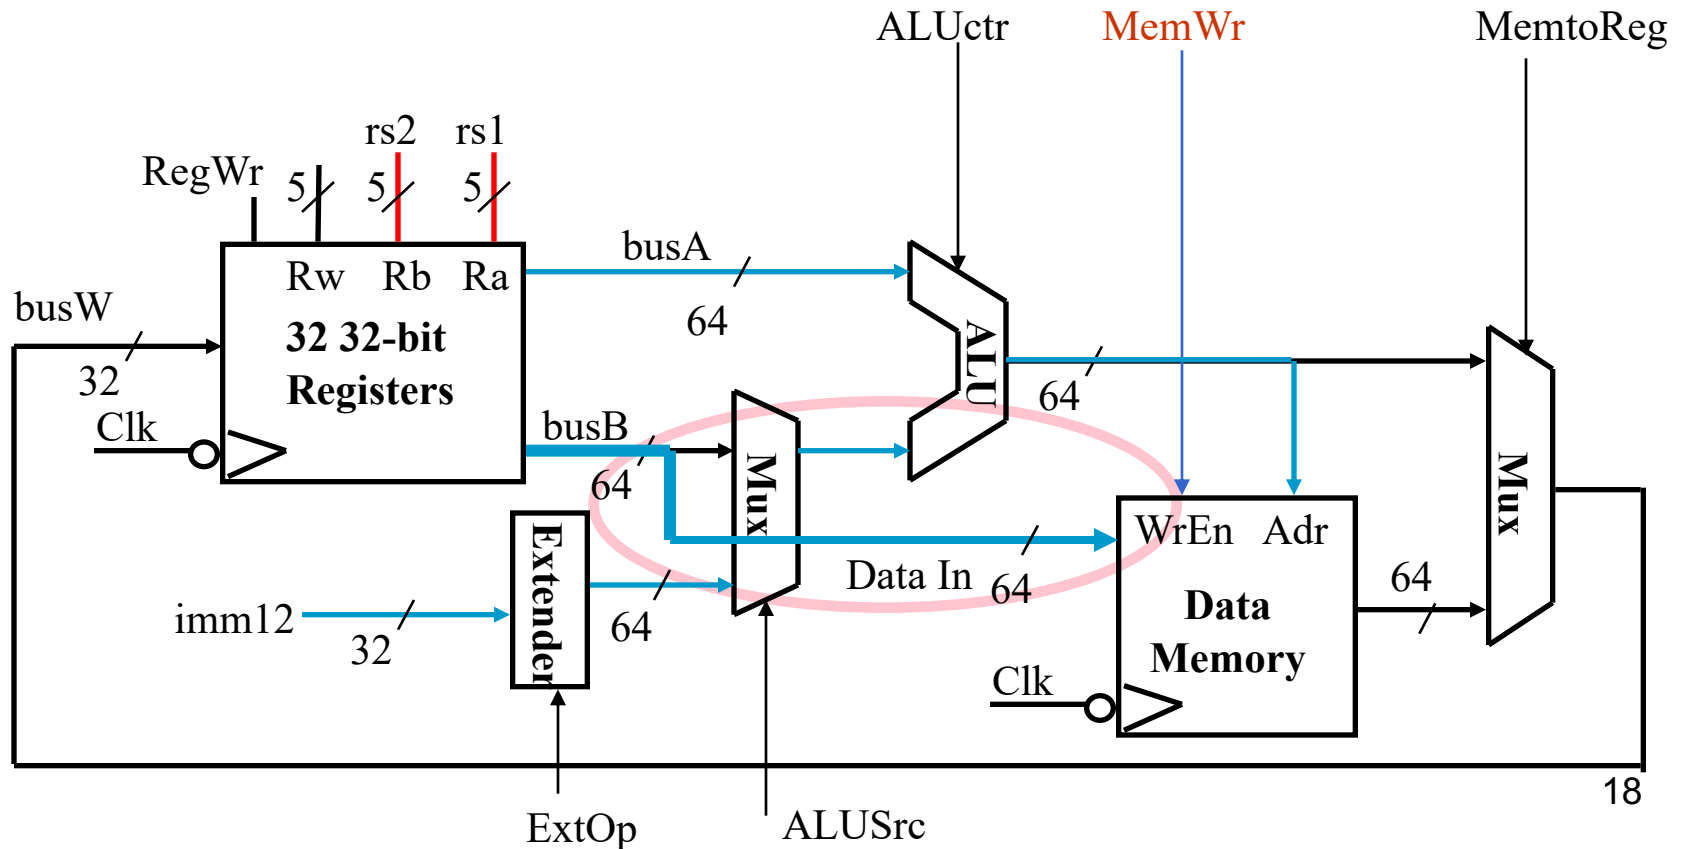 ALUctr
MemWr
MemtoReg
rs2
rs1
RegWr
5
5
5
busA
Rw
Rb
Ra
busW
64
32 32-bit
Registers
ALU
32
64
Clk
busB
64
Mux
Mux
WrEn
Adr
Extender
Data In
64
64
imm12
32
64
Data
Memory
Clk
18
ExtOp
ALUSrc